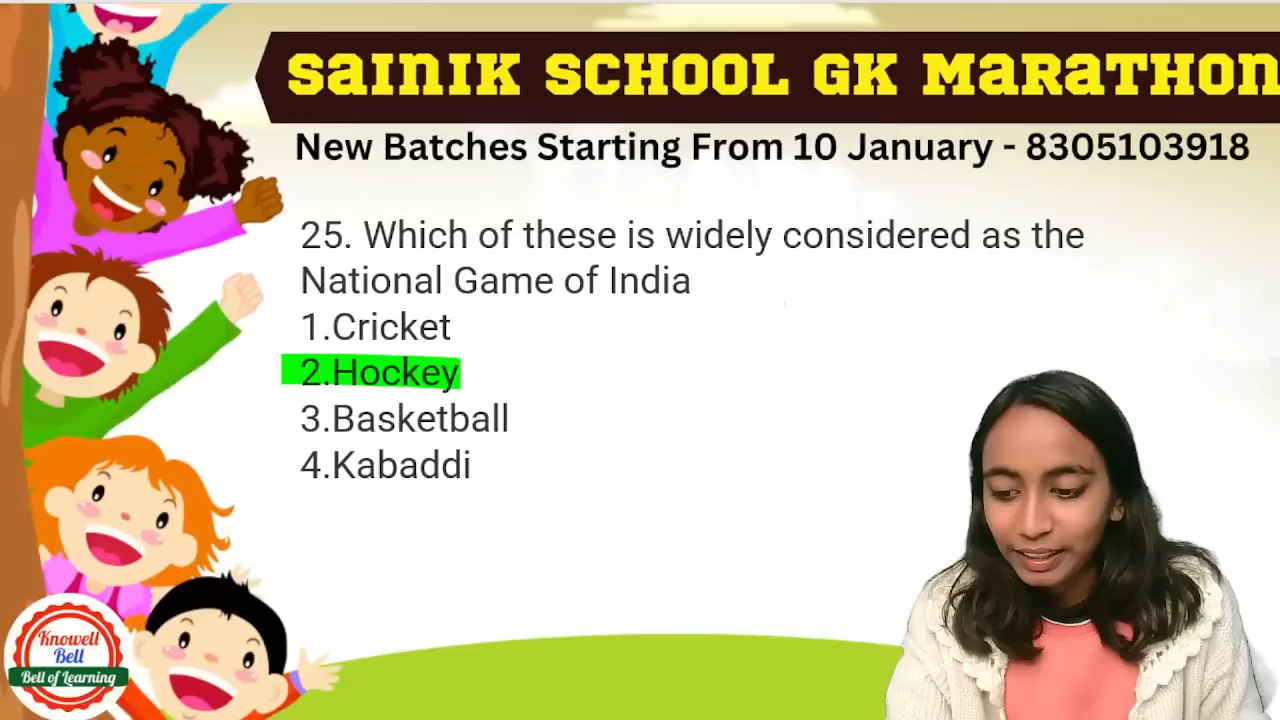 SAINIK SCHOOL GK MARATHON
New Batches Starting From 10 January - 8305103918
25. Which of these is widely considered as the
National Game of India
1.Cricket
2.Hockey
3.Basketball
4.Kabaddi
Knowell
Bell
Bell of Learning